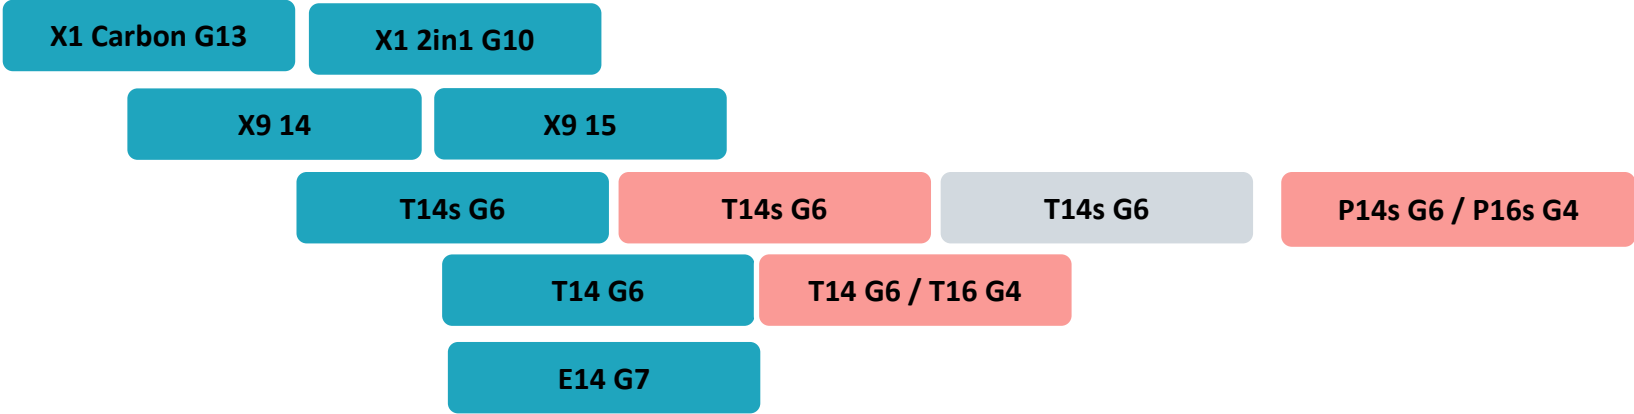 X1 Carbon G13
X1 2in1 G10
X9 14
X9 15
T14s G6
T14s G6
T14s G6
P14s G6 / P16s G4
T14 G6
T14 G6 / T16 G4
E14 G7